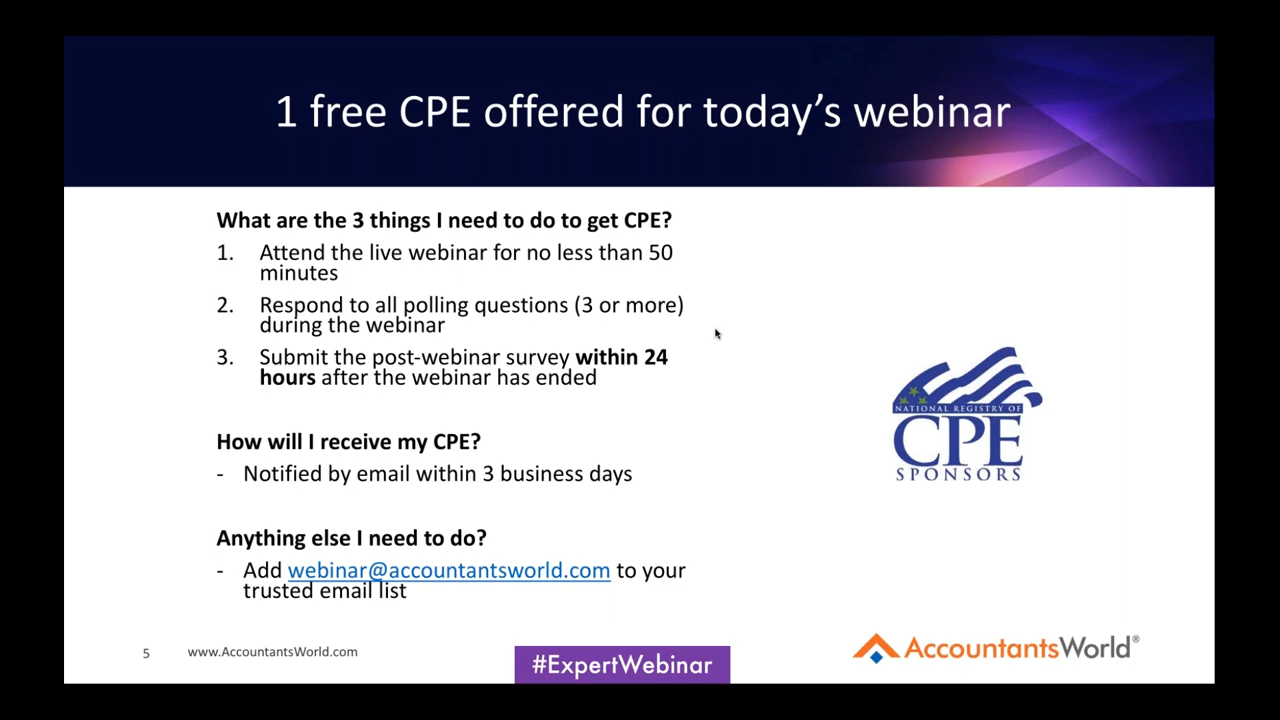 1 free CPE offered for today’s webinar
What are the 3 things I need to do to get CPE?
1. Attend the live webinar for no less than 50
minutes
2. Respond to all polling questions (3 or more)
during the webinar
3. Submit the post-webinar survey within 24
hours after the webinar has ended
How will I receive my CPE?
- Notified by email within 3 business days
Anything else I need to do?
- Add webinar@accountantsworld.com to your
trusted email list
NATIONAL REGISTRY OF
CPE
SPONSORS
5 www.AccountantsWorld.com
#ExpertWebinar
AccountantsWorld®